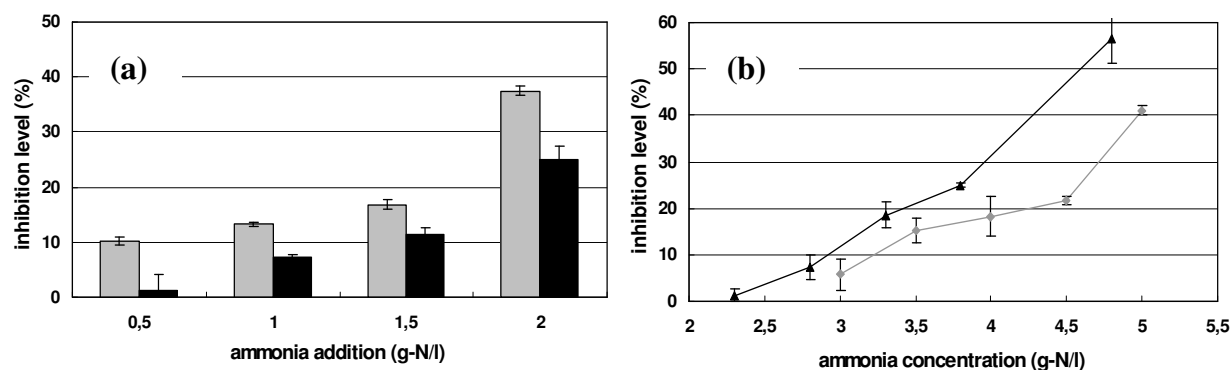 (a)
inhibition level (%)
50
40
30
20
10
0
0,5 1 1,5 2
ammonia addition (g-N/l)
(b)
inhibition level (%)
60
50
40
30
20
10
0
2 2,5 3 3,5 4 4,5 5 5,5
ammonia concentration (g-N/l)